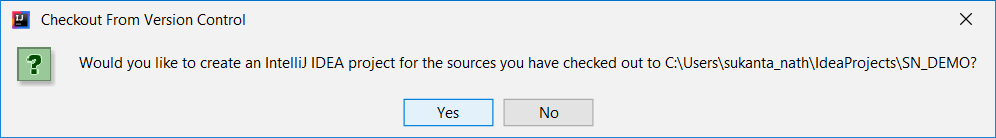 Checkout From Version Control
Would you like to create an IntelliJ IDEA project for the sources you have checked out to C:\Users\sukanta_nath\IdeaProjects\SN_DEMO?
Yes
No